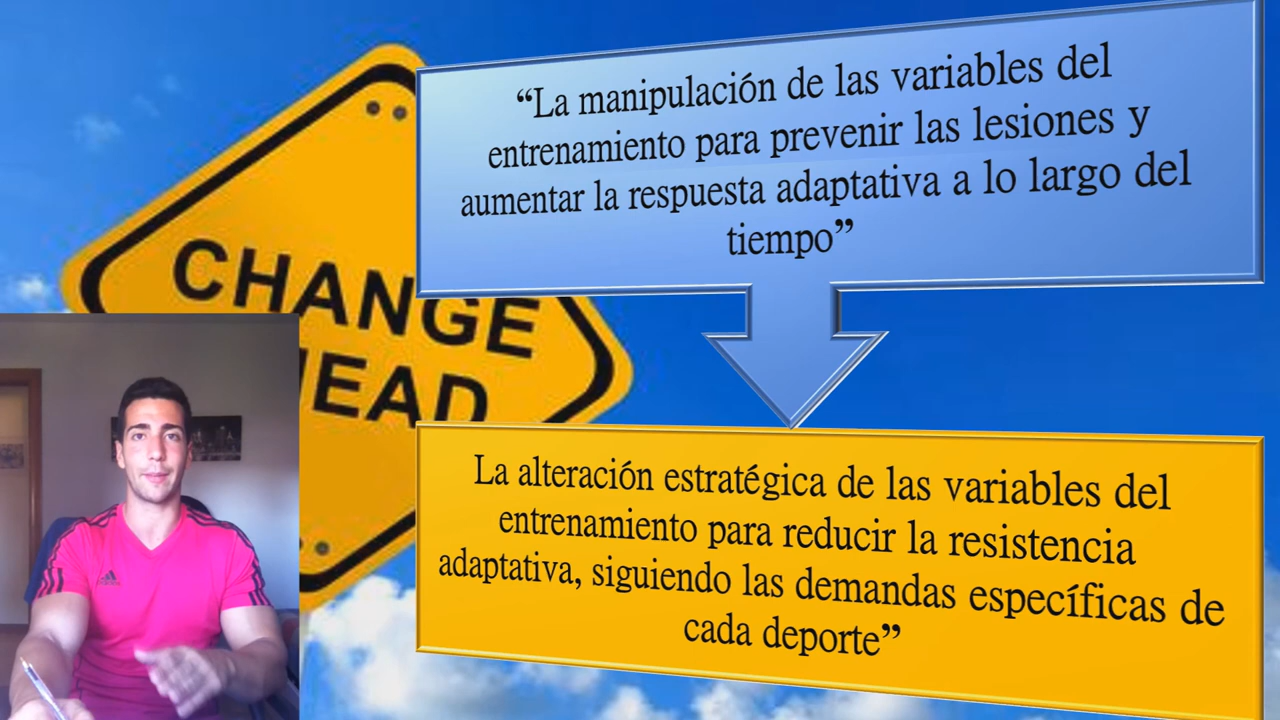 “La manipulación de las variables del
entrenamiento para prevenir las lesiones y
aumentar la respuesta adaptativa a lo largo del
tiempo”
CHANGE
HEAD
La alteración estratégica de las variables del
entrenamiento para reducir la resistencia
adaptativa, siguiendo las demandas específicas de
cada deporte”